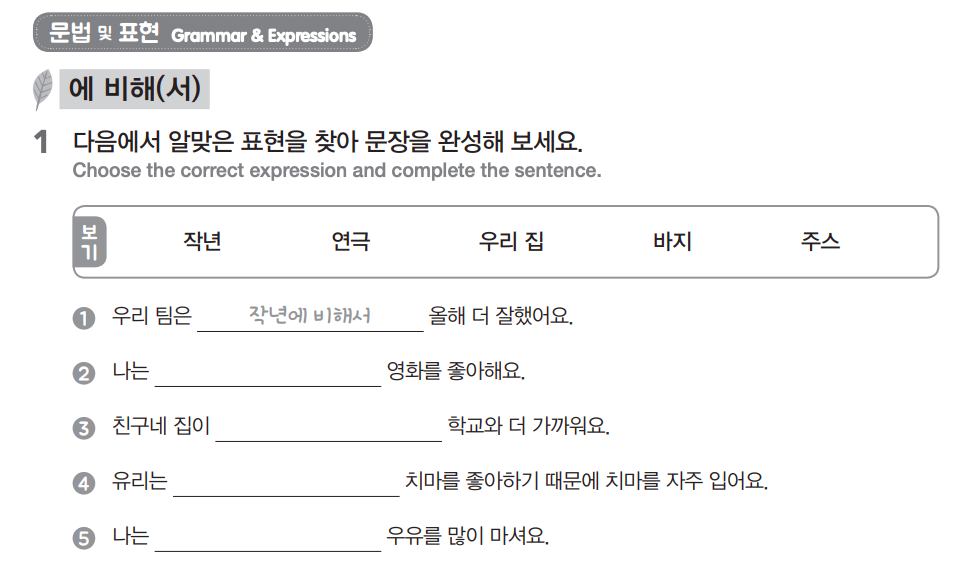 문법 및 표현 Grammar & Expressions
에 비해(서)
1 다음에서 알맞은 표현을 찾아 문장을 완성해 보세요.
Choose the correct expression and complete the sentence.
보기 작년 연극 우리 집 바지 주스
1 우리 팀은 작년에 비해서 올해 더 잘했어요.
2 나는 ____________ 영화를 좋아해요.
3 친구네 집이 ____________ 학교와 더 가까워요.
4 유리는 ____________ 치마를 좋아하기 때문에 치마를 자주 입어요.
5 나는 ____________ 우유를 많이 마셔요.